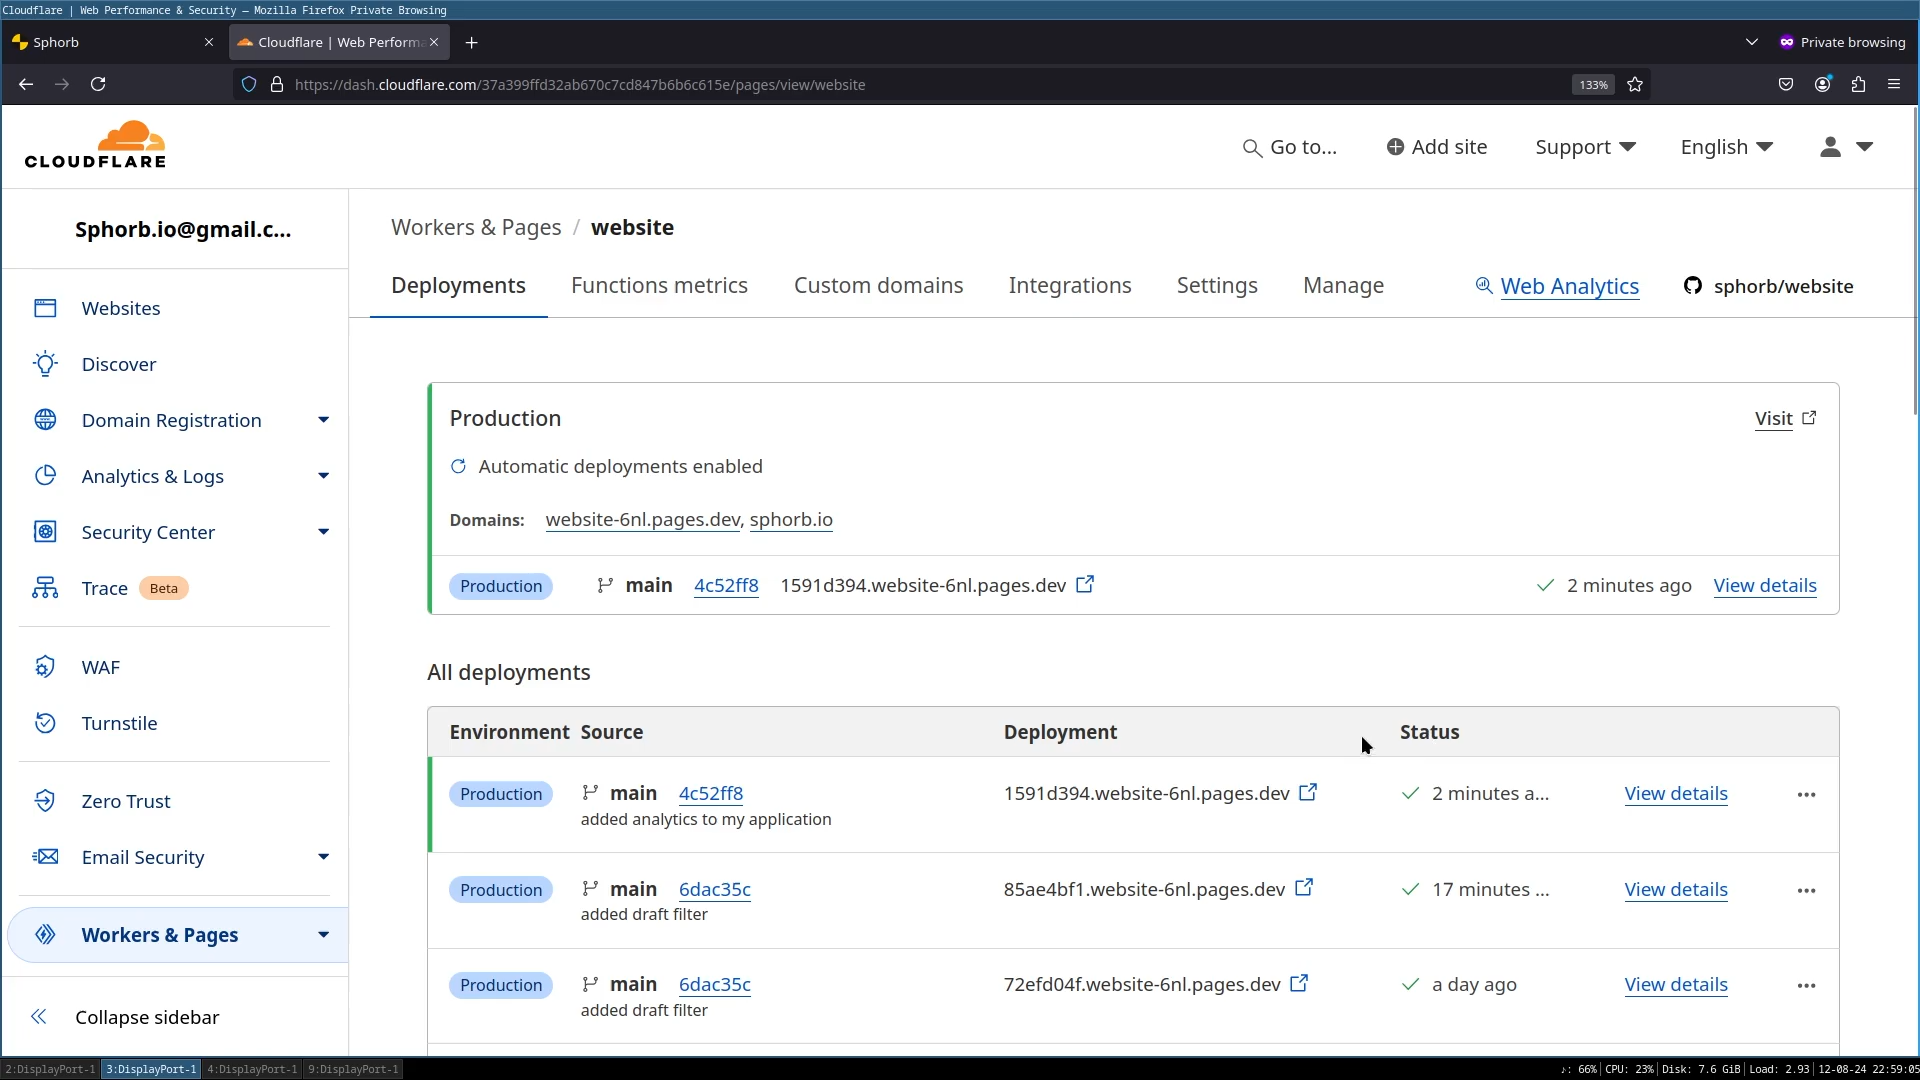 Cloudflare | Web Performance & Security — Mozilla Firefox Private Browsing
Sphorb
Cloudflare | Web Performa
Private browsing
https://dash.cloudflare.com/37a399ffd32ab670c7cd847b6b6c615e/pages/view/website
133%
CLOUDFLARE
Go to...
Add site
Support
English
Sphorb.io@gmail.c...
Websites
Discover
Domain Registration
Analytics & Logs
Security Center
Trace Beta
WAF
Turnstile
Zero Trust
Email Security
Workers & Pages
Collapse sidebar
Workers & Pages / website
Deployments
Functions metrics
Custom domains
Integrations
Settings
Manage
Web Analytics
sphorb/website
Production
Visit
Automatic deployments enabled
Domains: website-6nl.pages.dev, sphorb.io
Production main 4c52ff8 1591d394.website-6nl.pages.dev 2 minutes ago View details
All deployments
Environment Source Deployment Status
Production main 4c52ff8 1591d394.website-6nl.pages.dev 2 minutes a... View details
added analytics to my application
Production main 6dac35c 85ae4bf1.website-6nl.pages.dev 17 minutes ... View details
added draft filter
Production main 6dac35c 72efd04f.website-6nl.pages.dev a day ago View details
added draft filter
2:DisplayPort-1 3:DisplayPort-1 4:DisplayPort-1 9:DisplayPort-1
♪: 66% | CPU: 23% | Disk: 7.6 GiB | Load: 2.93 | 12-08-24 22:59:05